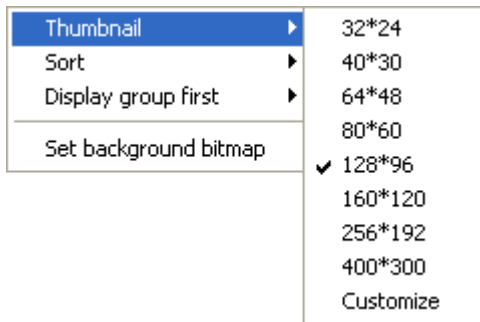 Thumbnail
Sort
Display group first
Set background bitmap
32*24
40*30
64*48
80*60
128*96
160*120
256*192
400*300
Customize